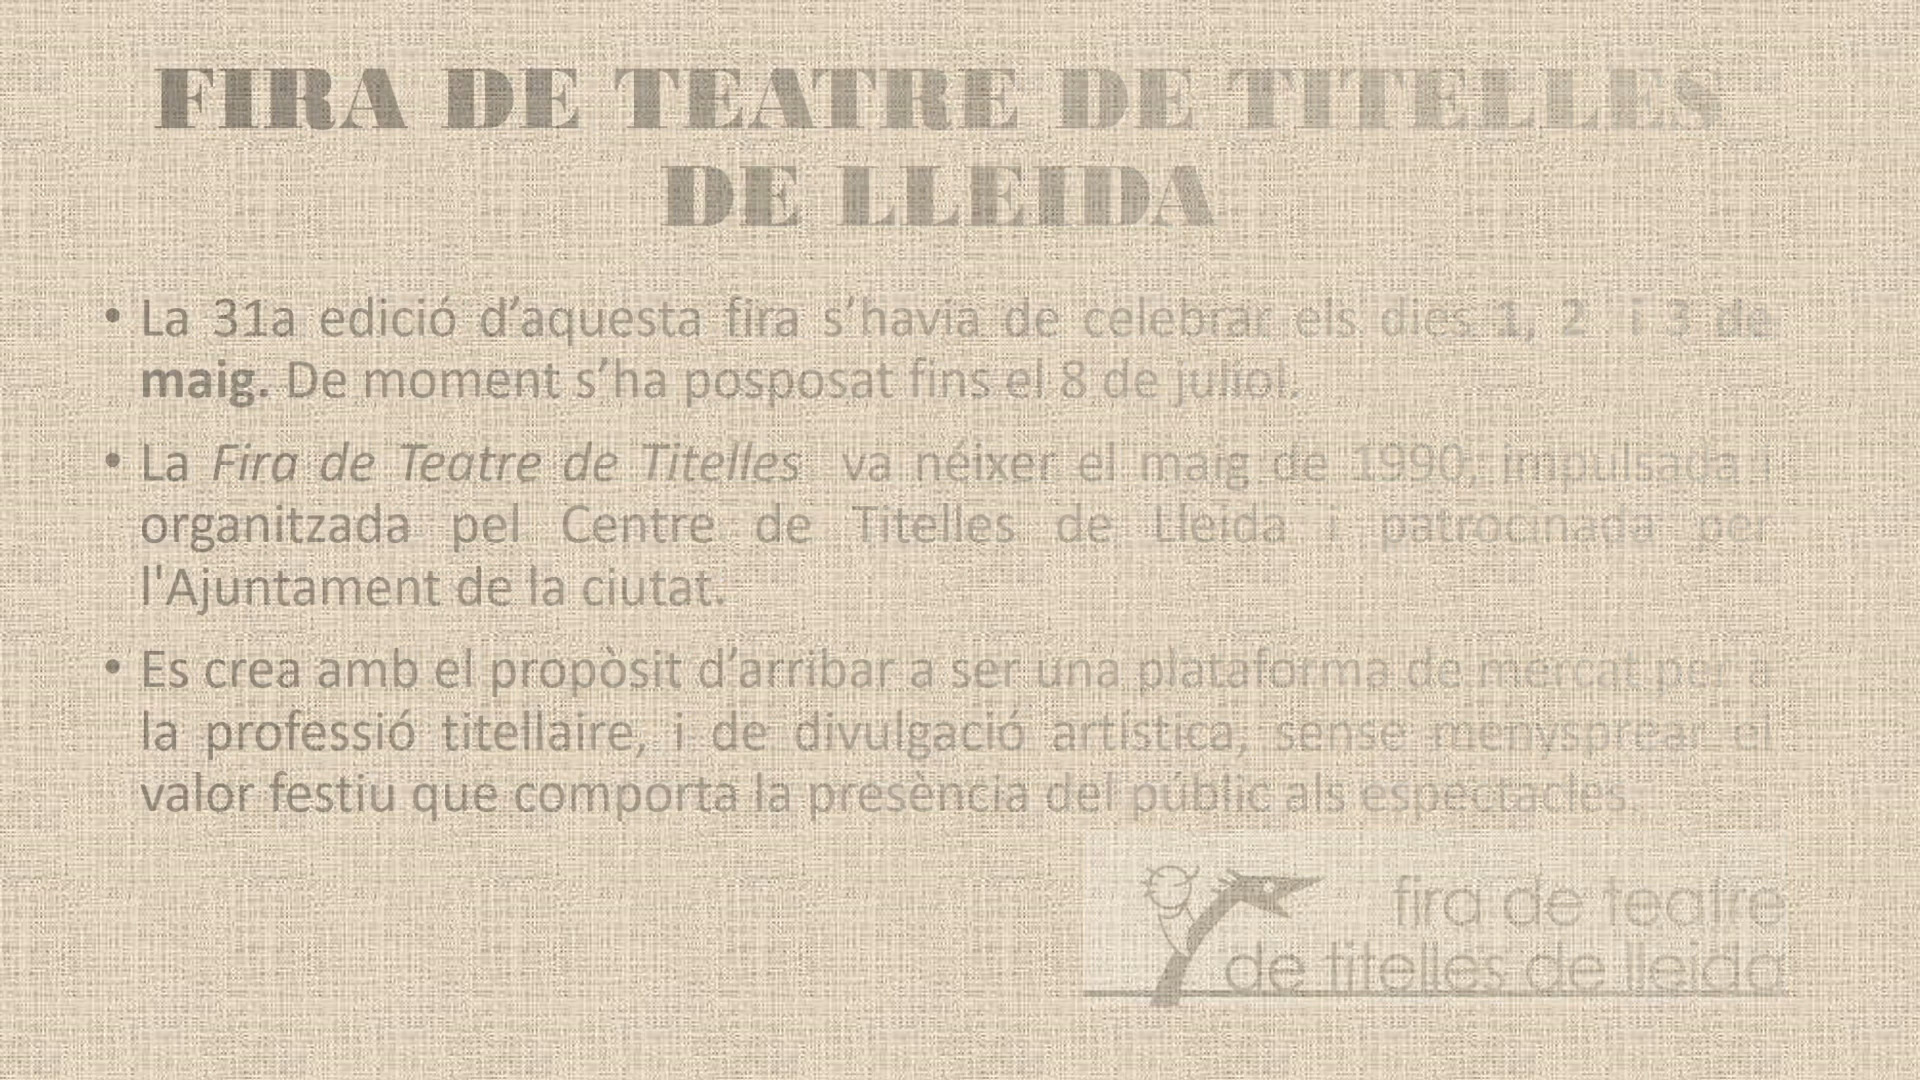 FIRA DE TEATRE DE TITELLES
DE LLEIDA
• La 31a edició d’aquesta fira s’havia de celebrar els dies 1, 2 i 3 de
maig. De moment s’ha posposat fins el 8 de juliol.
• La Fira de Teatre de Titelles va néixer el maig de 1990, impulsada i
organitzada pel Centre de Titelles de Lleida i patrocinada per
l'Ajuntament de la ciutat.
• Es crea amb el propòsit d’arribar a ser una plataforma de mercat per a
la professió titellaire, i de divulgació artística, sense menysprear el
valor festiu que comporta la presència del públic als espectacles.
fira de teatre
de titelles de lleida